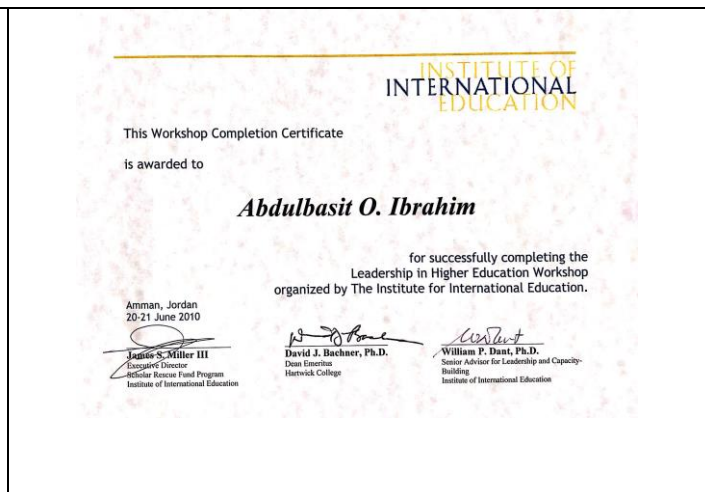 INSTITUTE OF
INTERNATIONAL
EDUCATION
This Workshop Completion Certificate
is awarded to
Abdulbasit O. Ibrahim
for successfully completing the
Leadership in Higher Education Workshop
organized by The Institute for International Education.
Amman, Jordan
20-21 June 2010
James S. Miller III
Executive Director
Scholar Rescue Fund Program
Institute of International Education
David J. Bachner, Ph.D.
Dean Emeritus
Hartwick College
William P. Dant, Ph.D.
Senior Advisor for Leadership and Capacity-
Building
Institute of International Education